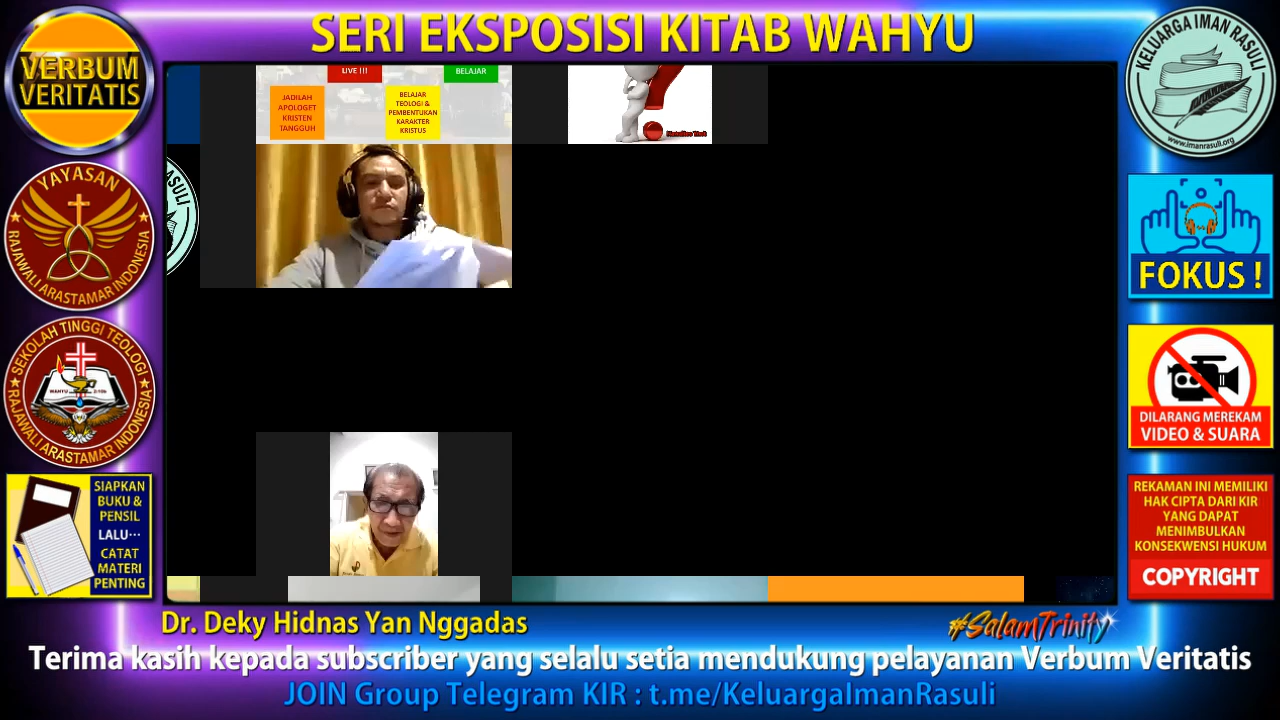 SERI EKSPOSISI KITAB WAHYU
VERBUM
VERITATIS
KELUARGA IMAN RASULI
www.imanrasuli.org
LIVE !!!
BELAJAR
JADILAH
APOLOGET
KRISTEN
TANGGUH
BELAJAR
TEOLOGI &
PEMBENTUKAN
KARAKTER
KRISTUS
YAYASAN
RAJAWALI ARASTAMAR INDONESIA
SULI
FOKUS !
SEKOLAH TINGGI TEOLOGI
RAJAWALI ARASTAMAR INDONESIA
WAHYU
DILARANG MEREKAM
VIDEO & SUARA
SIAPKAN
BUKU &
PENSIL
LALU...
CATAT
MATERI
PENTING
REKAMAN INI MEMILIKI
HAK CIPTA DARI KIR
YANG DAPAT
MENIMBULKAN
KONSEKWENSI HUKUM
COPYRIGHT
Dr. Deky Hidnas Yan Nggadas
#SalamTrinity
Terima kasih kepada subscriber yang selalu setia mendukung pelayanan Verbum Veritatis
JOIN Group Telegram KIR : t.me/KeluargaImanRasuli